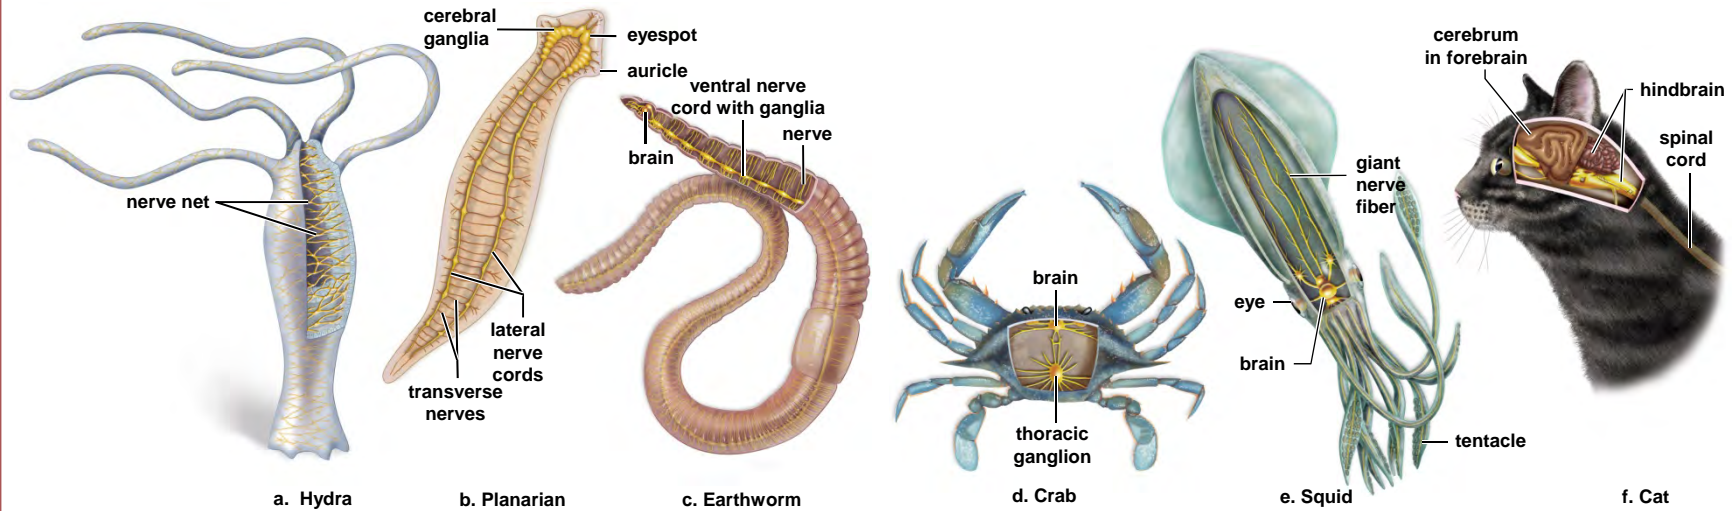 cerebral
ganglia
eyespot
auricle
nerve net
lateral
nerve
cords
transverse
nerves
a. Hydra
b. Planarian
ventral nerve
cord with ganglia
nerve
brain
c. Earthworm
brain
thoracic
ganglion
d. Crab
giant
nerve
fiber
eye
brain
tentacle
e. Squid
cerebrum
in forebrain
hindbrain
spinal
cord
f. Cat